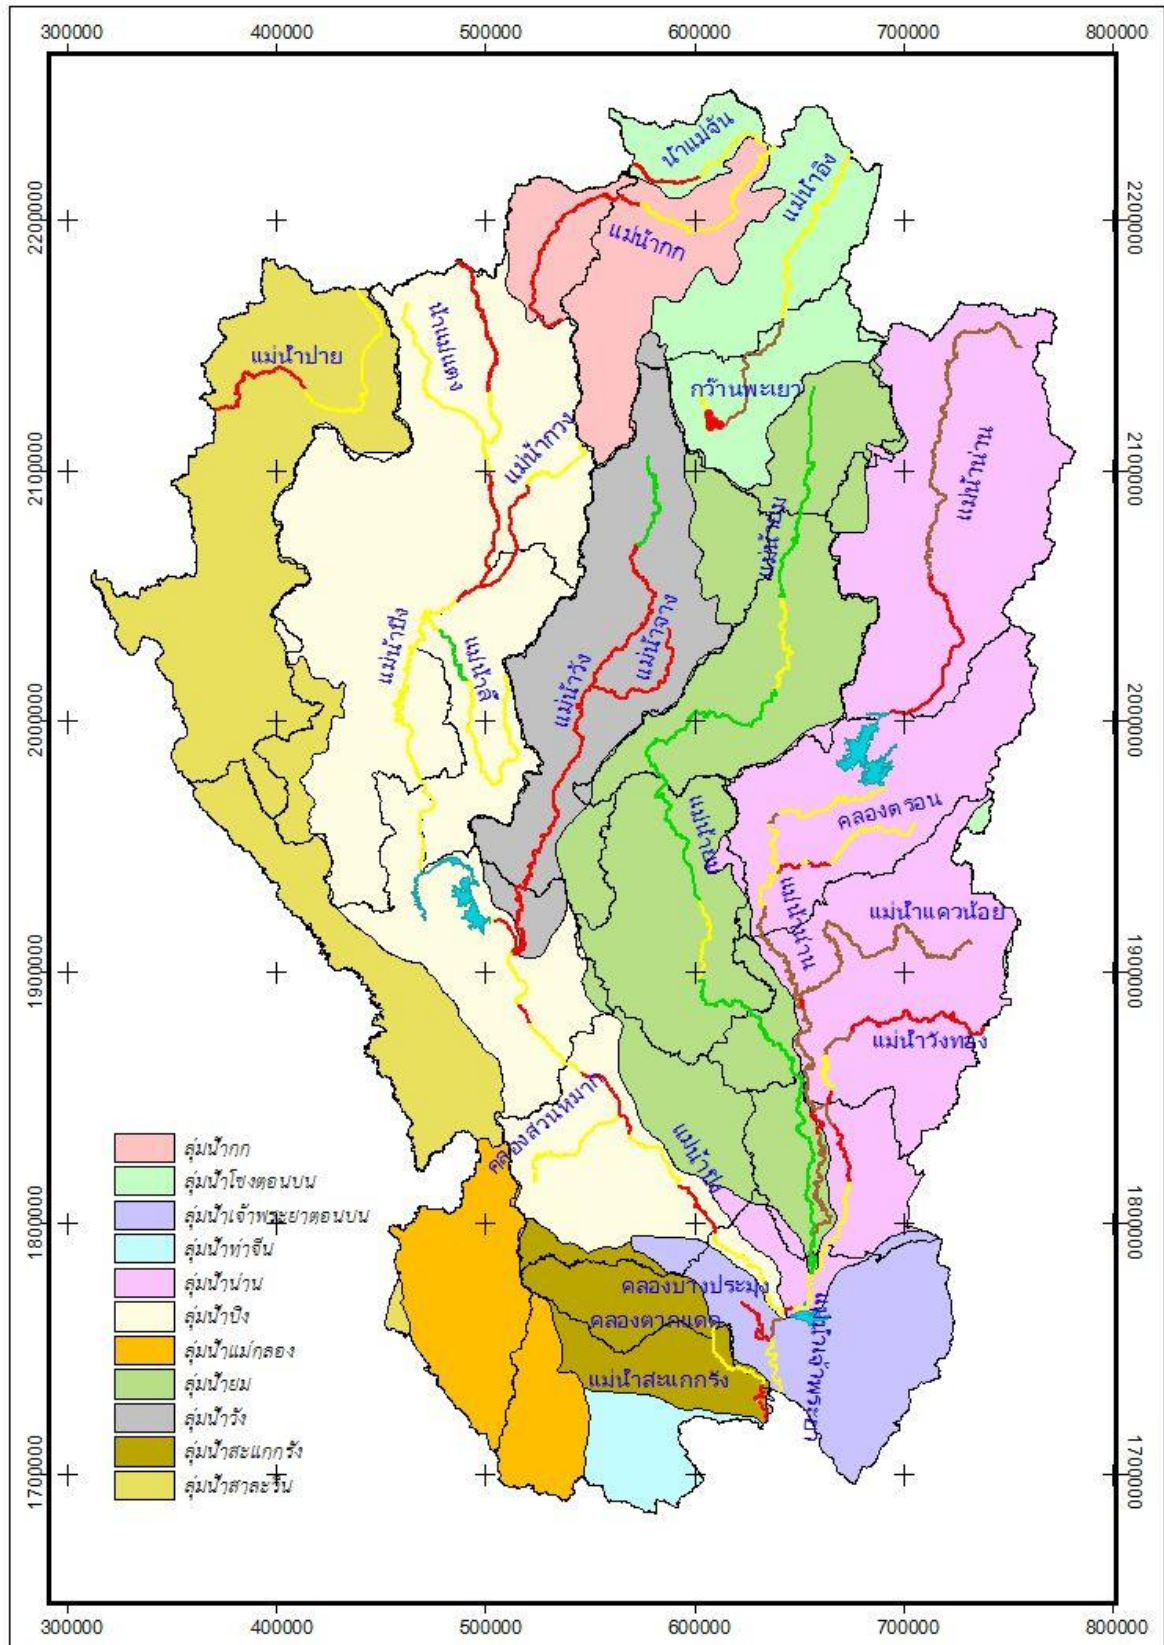 300000 400000 500000 600000 700000 800000
น้ำแม่จัน
แม่น้ำอิง
2200000 2200000
แม่น้ำกก
น้ำแม่แตง
แม่น้ำปาย
กว๊านพะเยา
แม่น้ำกวง
แม่น้ำน่าน
2100000 2100000
แม่น้ำยม
แม่น้ำปิง
แม่น้ำลี้
แม่น้ำวัง
แม่น้ำจาง
2000000 2000000
คลองตรอน
แม่น้ำยม
แม่น้ำน่าน
แม่น้ำแควน้อย
1900000 1900000
แม่น้ำวังทอง
คลองสวนหมาก
แม่น้ำปิง
1800000 1800000
คลองบางประมุง
คลองตากแดด
แม่น้ำสะแกกรัง
แม่น้ำเจ้าพระยา
1700000 1700000
ลุ่มน้ำกก
ลุ่มน้ำโขงตอนบน
ลุ่มน้ำเจ้าพระยาตอนบน
ลุ่มน้ำท่าจีน
ลุ่มน้ำน่าน
ลุ่มน้ำปิง
ลุ่มน้ำแม่กลอง
ลุ่มน้ำยม
ลุ่มน้ำวัง
ลุ่มน้ำสะแกกรัง
ลุ่มน้ำสาละวิน
300000 400000 500000 600000 700000 800000